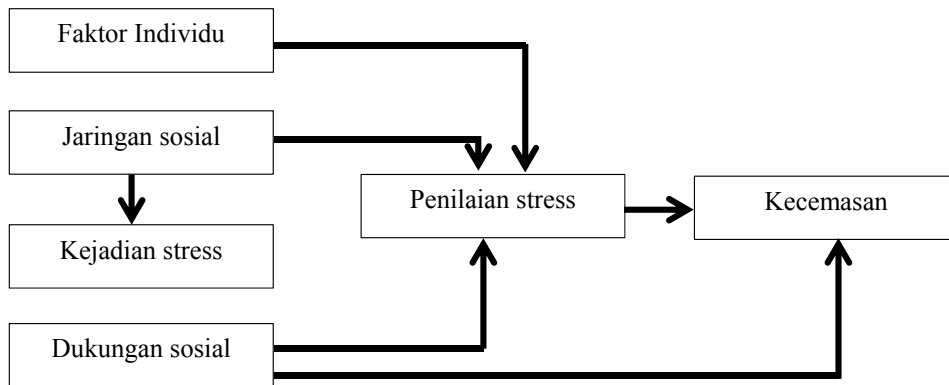 Faktor Individu
Jaringan sosial
Penilaian stress
Kecemasan
Kejadian stress
Dukungan sosial